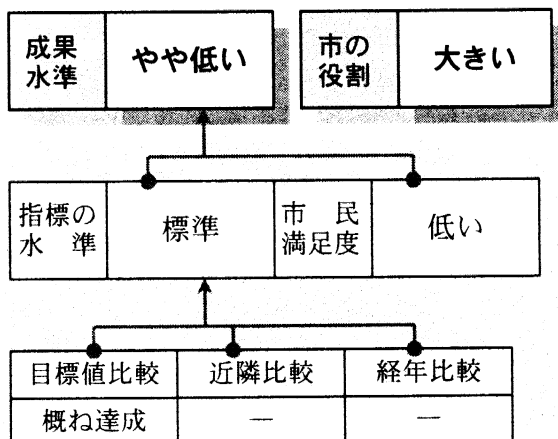 成果水準 やや低い 市の役割 大きい
指標の水準 標準 市民満足度 低い
目標値比較 近隣比較 経年比較
概ね達成 ― ―